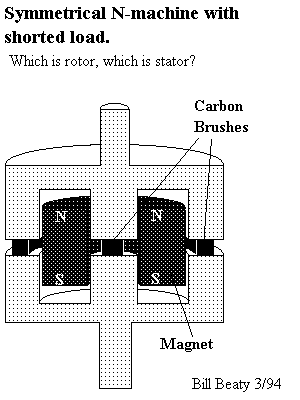 Symmetrical N-machine with
shorted load.
Which is rotor, which is stator?
Carbon
Brushes
N
N
S
S
Magnet
Bill Beaty 3/94